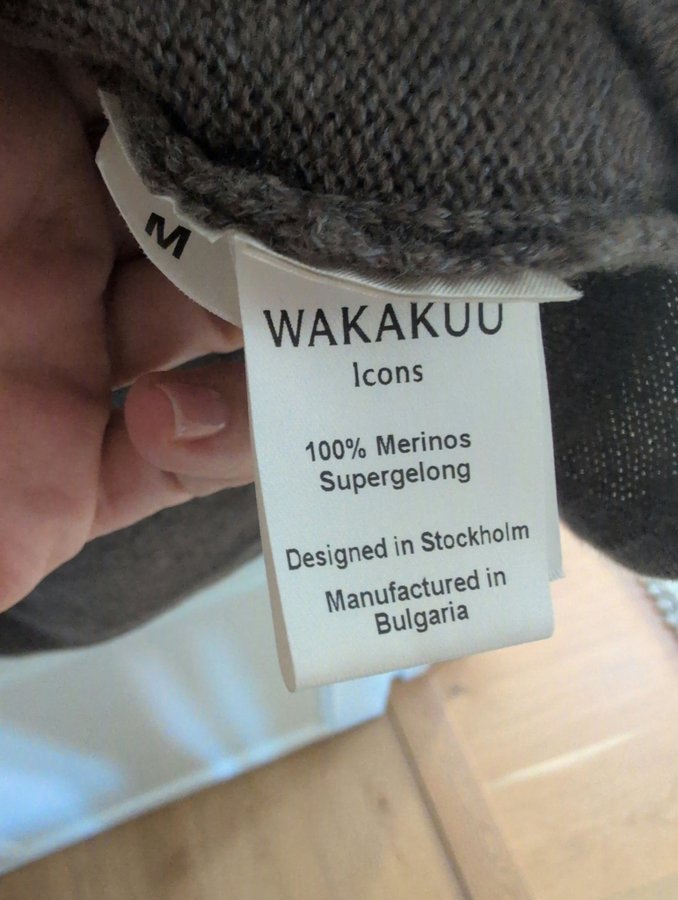 M
WAKAKUU
Icons
100% Merinos
Supergelong
Designed in Stockholm
Manufactured in
Bulgaria